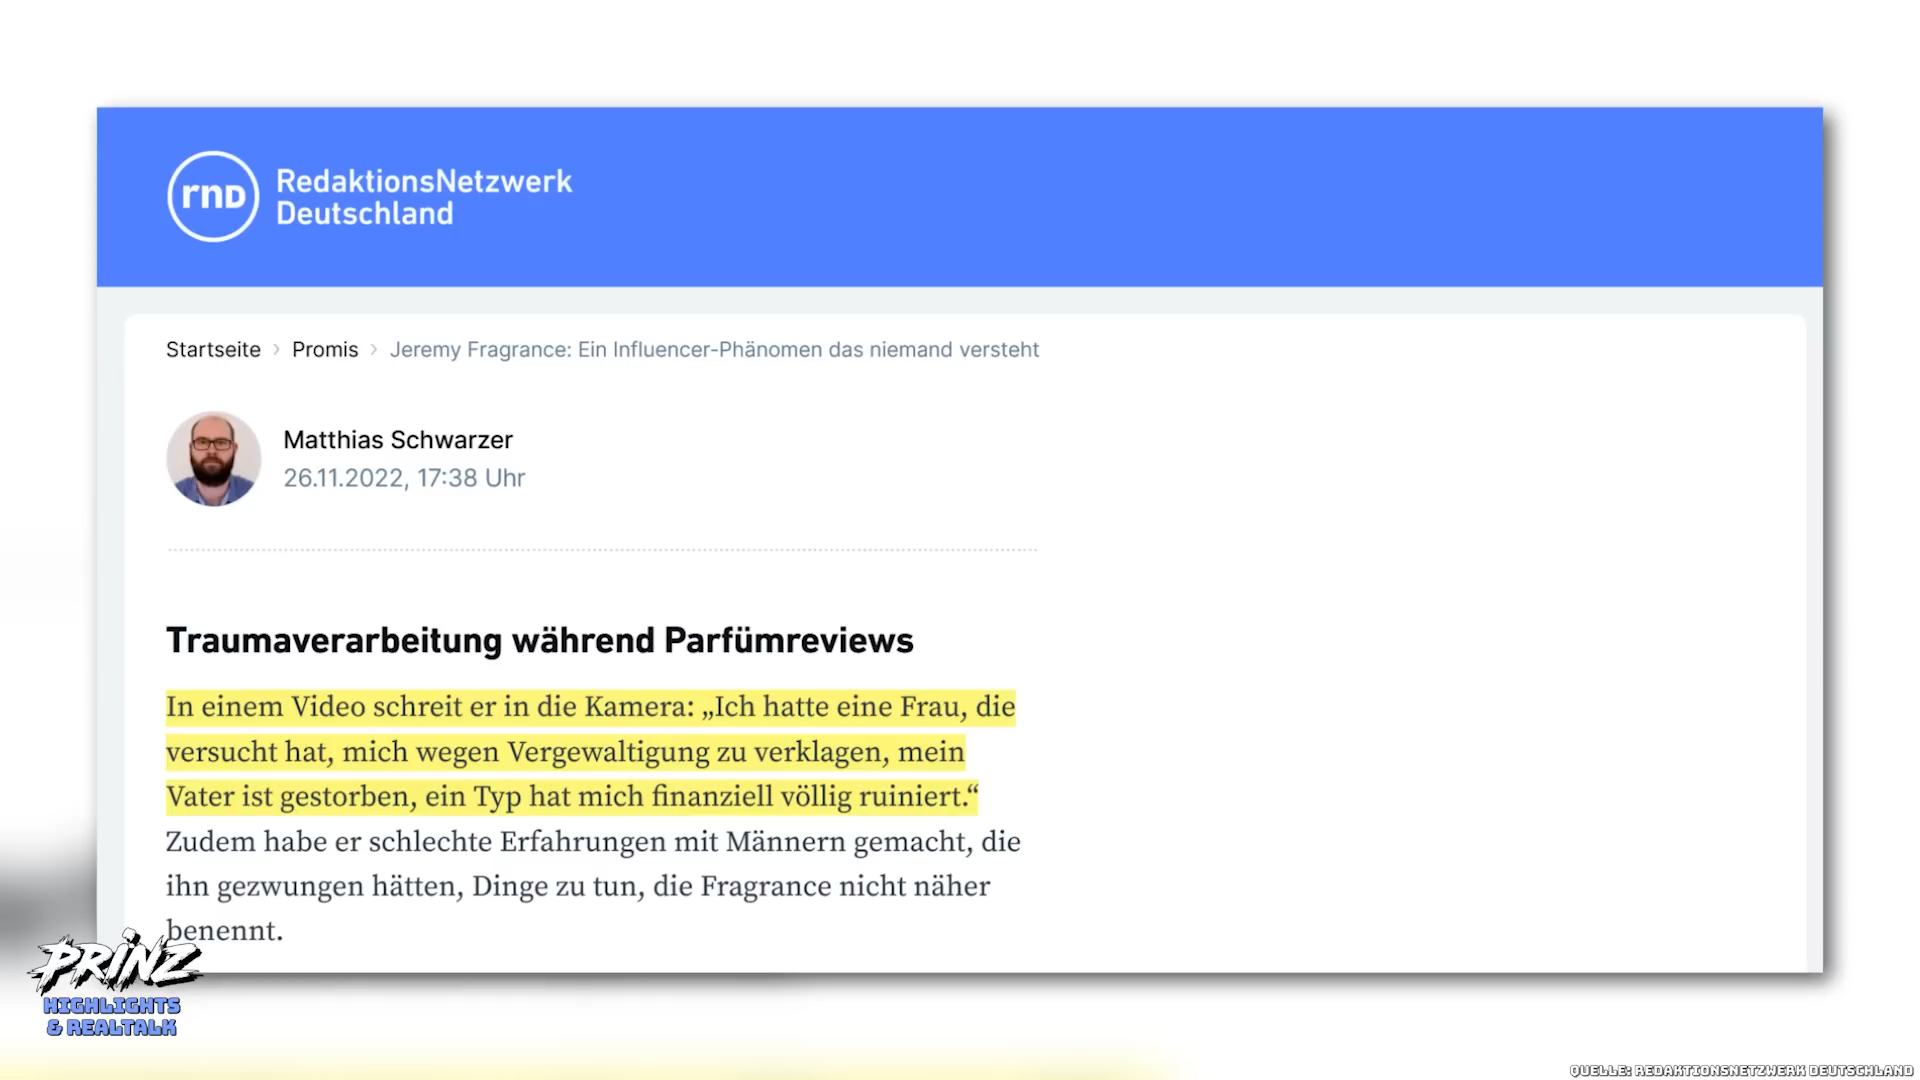 rnd
RedaktionsNetzwerk
Deutschland
Startseite › Promis › Jeremy Fragrance: Ein Influencer-Phänomen das niemand versteht
Matthias Schwarzer
26.11.2022, 17:38 Uhr
Traumaverarbeitung während Parfümreviews
In einem Video schreit er in die Kamera: „Ich hatte eine Frau, die
versucht hat, mich wegen Vergewaltigung zu verklagen, mein
Vater ist gestorben, ein Typ hat mich finanziell völlig ruiniert.“
Zudem habe er schlechte Erfahrungen mit Männern gemacht, die
ihn gezwungen hätten, Dinge zu tun, die Fragrance nicht näher
benennt.
PRINZ
HIGHLIGHTS
& REALTALK
QUELLE: REDAKTIONSNETZWERK DEUTSCHLAND